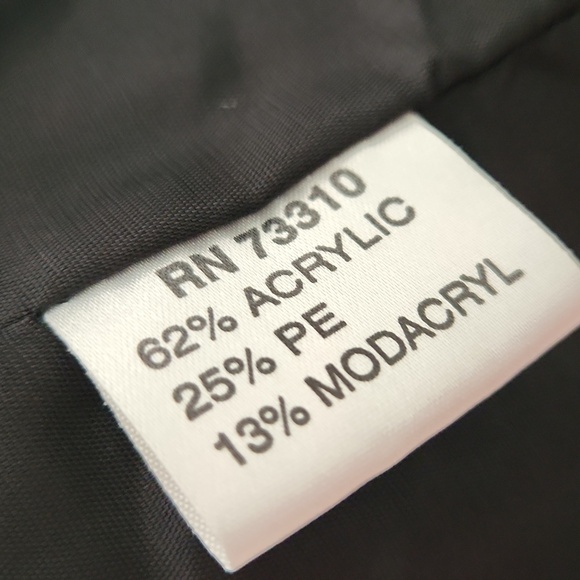 RN 73310
62% ACRYLIC
25% PE
13% MODACRYL